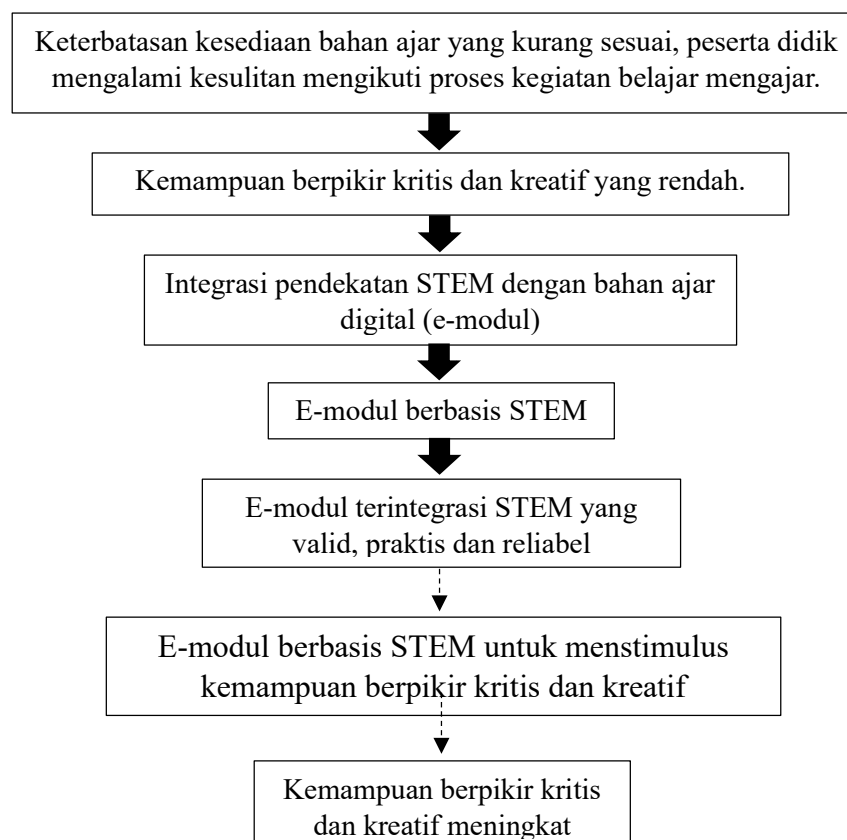 Keterbatasan kesediaan bahan ajar yang kurang sesuai, peserta didik
mengalami kesulitan mengikuti proses kegiatan belajar mengajar.
Kemampuan berpikir kritis dan kreatif yang rendah.
Integrasi pendekatan STEM dengan bahan ajar
digital (e-modul)
E-modul berbasis STEM
E-modul terintegrasi STEM yang
valid, praktis dan reliabel
E-modul berbasis STEM untuk menstimulus
kemampuan berpikir kritis dan kreatif
Kemampuan berpikir kritis
dan kreatif meningkat